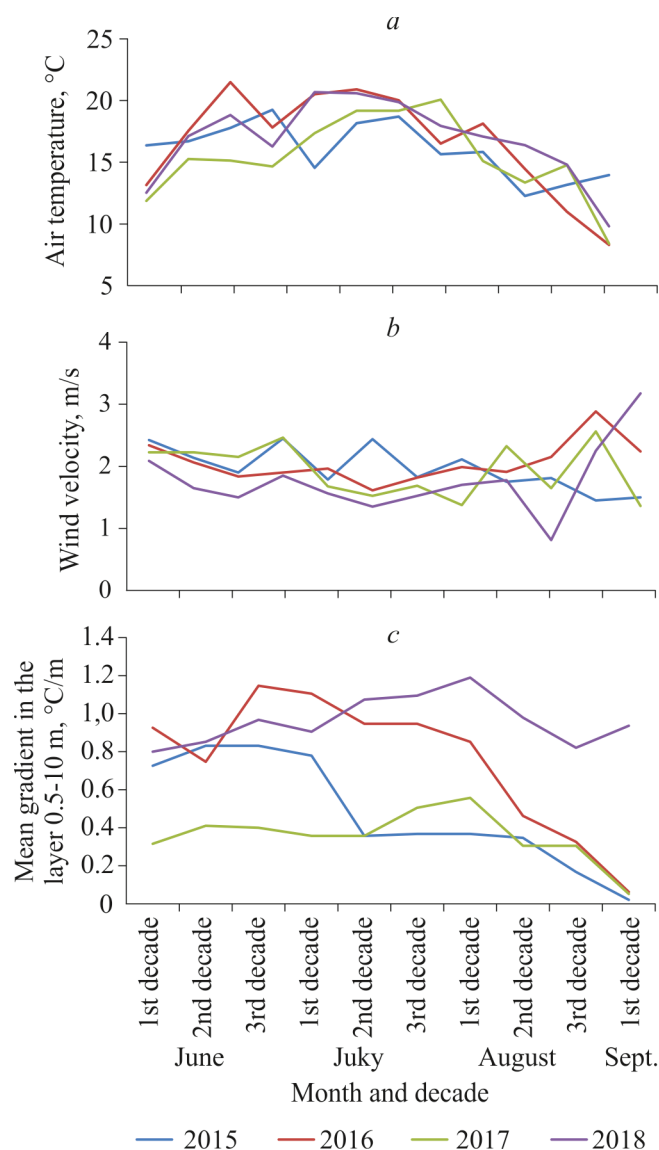 a
Air temperature, °C
25
20
15
10
5
b
Wind velocity, m/s
4
3
2
1
0
c
Mean gradient in the
layer 0.5-10 m, °C/m
1.4
1.2
1,0
0.8
0,6
0.4
0.2
0
1st decade
2nd decade
3rd decade
1st decade
2nd decade
3rd decade
1st decade
2nd decade
3rd decade
1st decade
June
Juky
August
Sept.
Month and decade
2015
2016
2017
2018